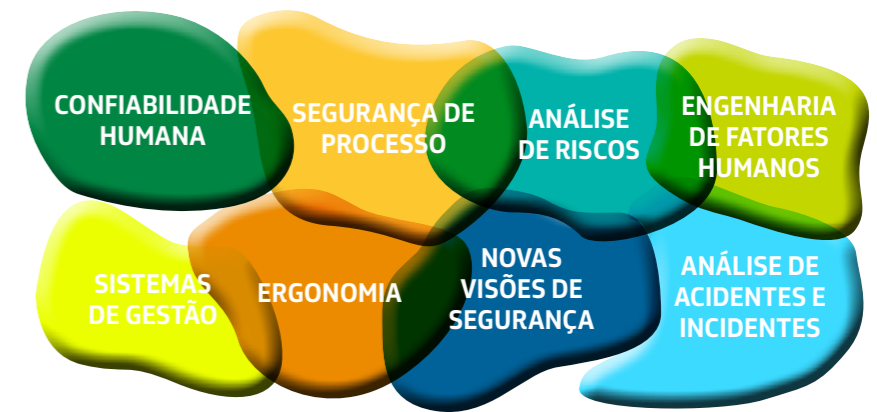 CONFIABILIDADE
HUMANA
SEGURANÇA DE
PROCESSO
ANÁLISE
DE RISCOS
ENGENHARIA
DE FATORES
HUMANOS
SISTEMAS
DE GESTÃO
ERGONOMIA
NOVAS
VISÕES DE
SEGURANÇA
ANÁLISE DE
ACIDENTES E
INCIDENTES